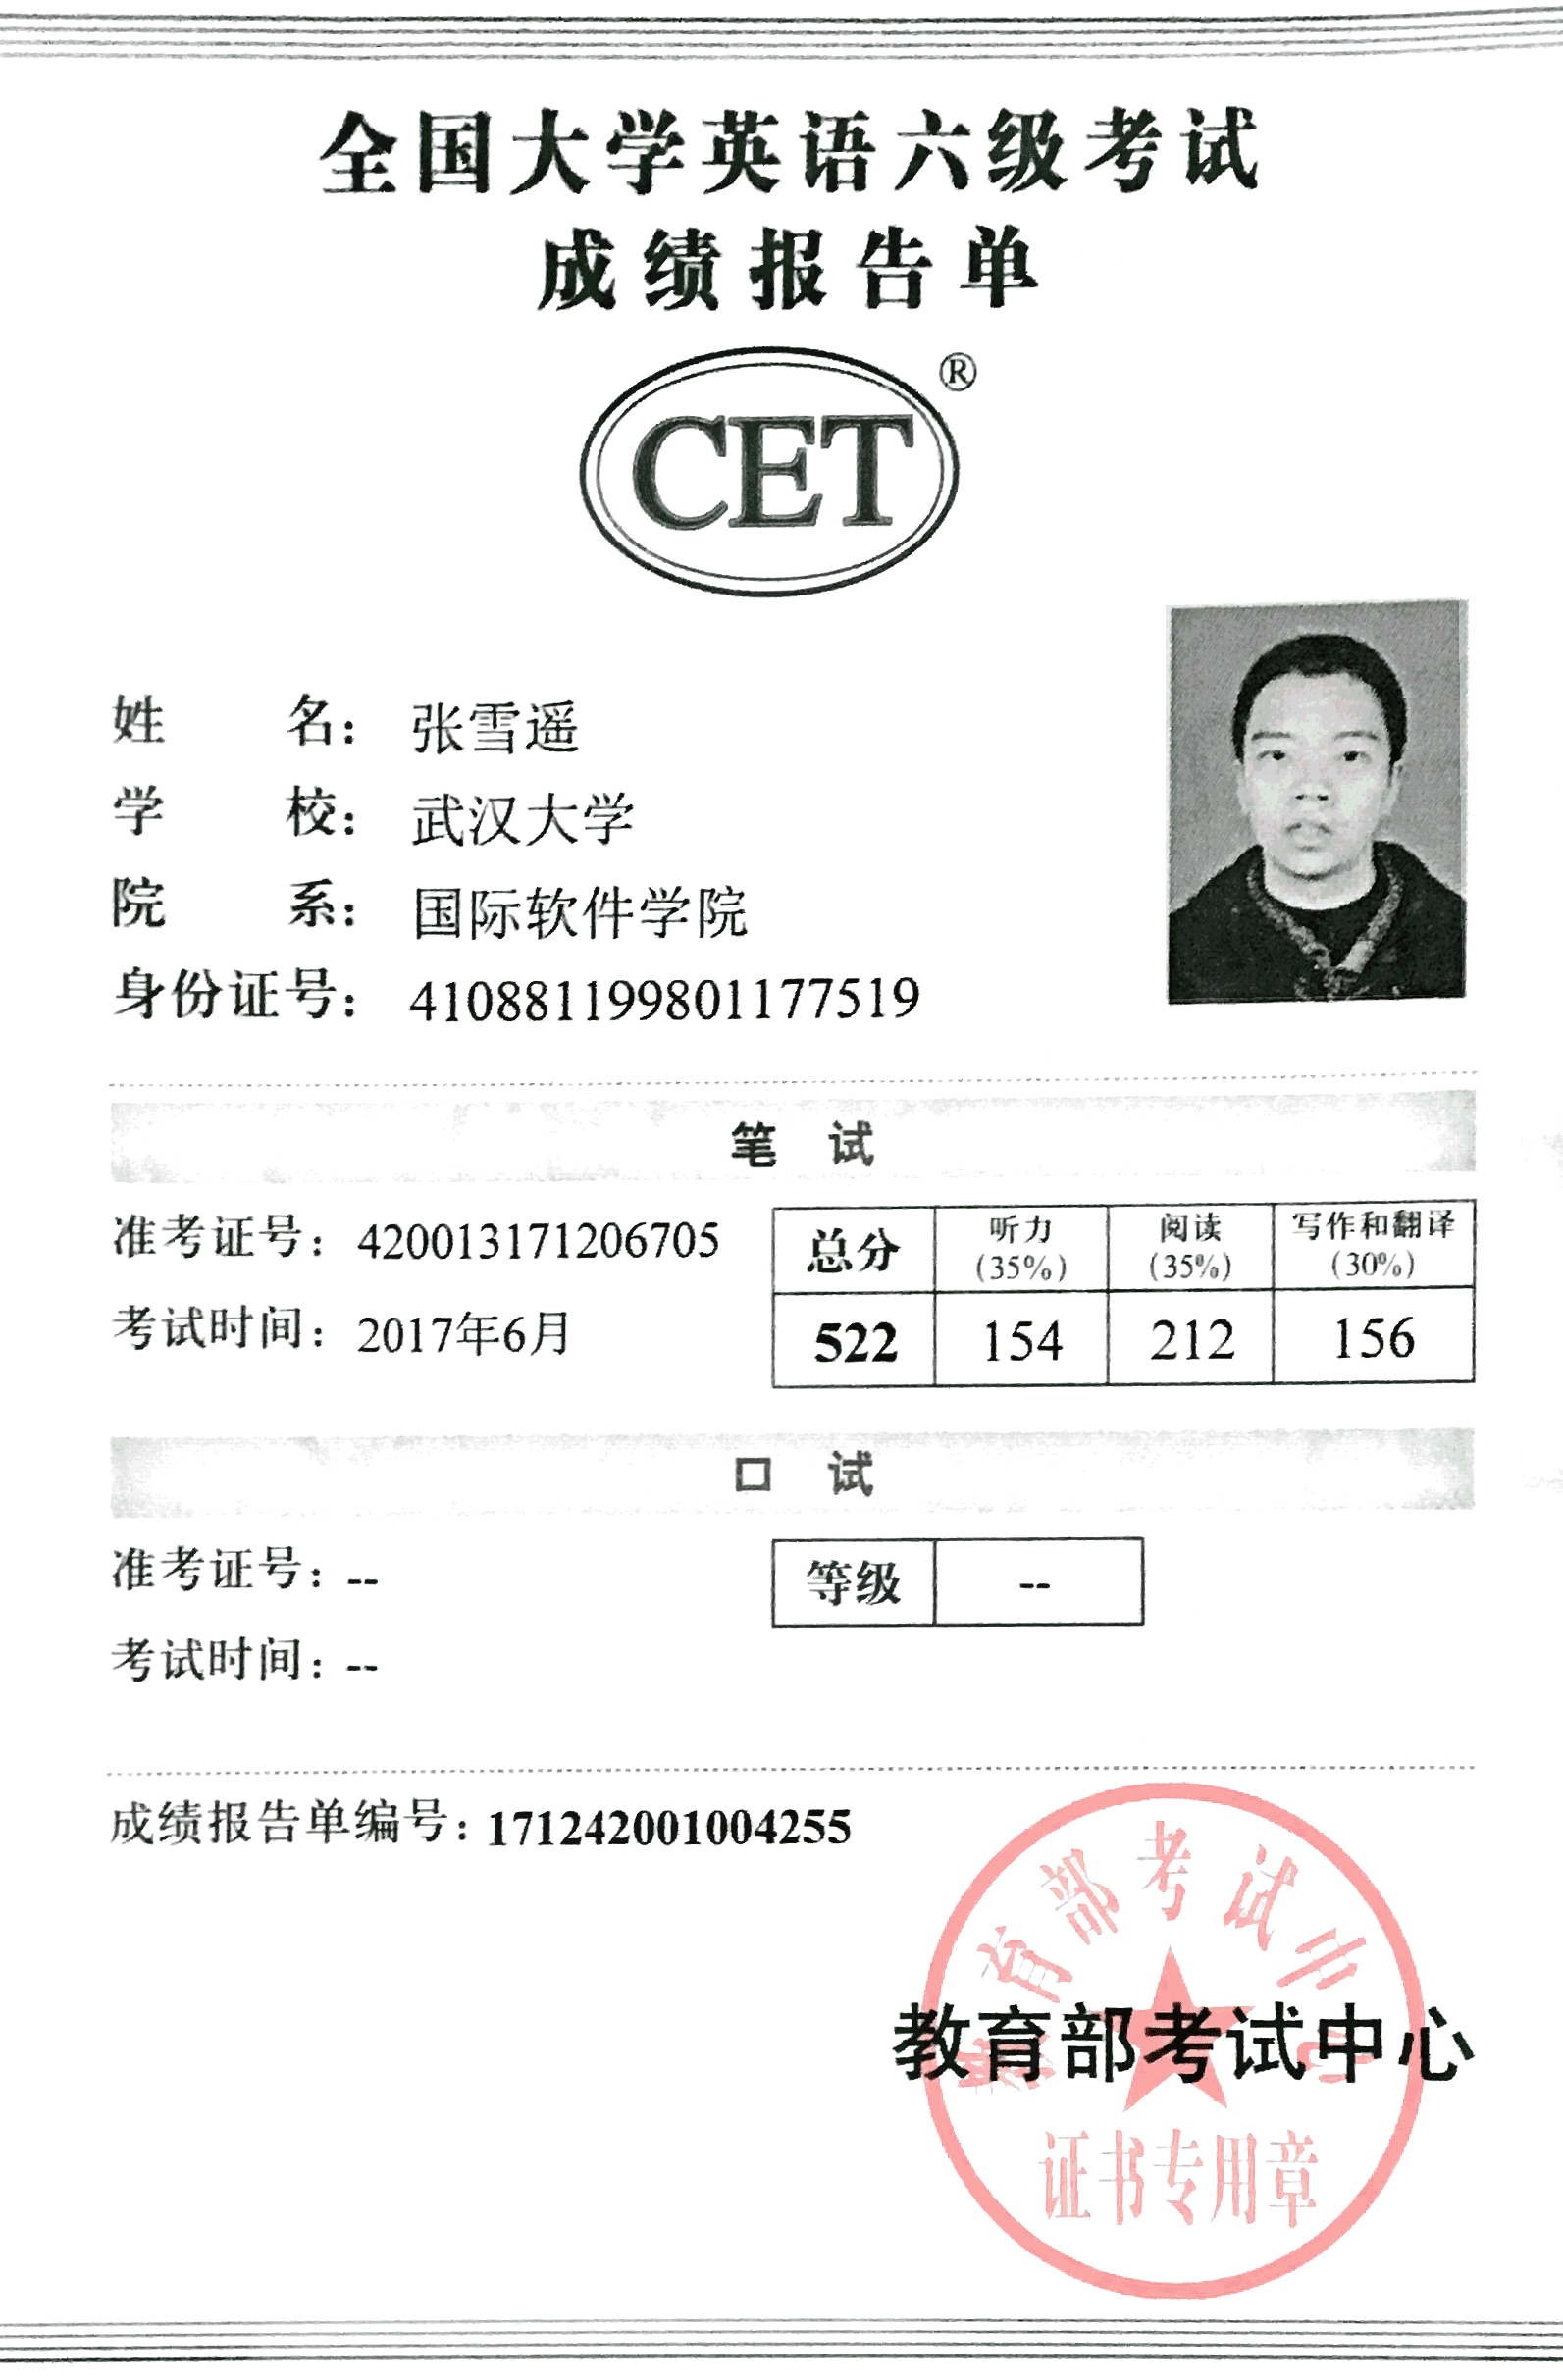 全国大学英语六级考试
成绩报告单
CET®
姓 名： 张雪遥
学 校： 武汉大学
院 系： 国际软件学院
身份证号： 410881199801177519
笔 试
准考证号：420013171206705
考试时间：2017年6月
总分 听力(35%) 阅读(35%) 写作和翻译(30%)
522 154 212 156
口 试
准考证号：--
考试时间：--
等级 --
成绩报告单编号：171242001004255
教育部考试中心
教育部考试中心
证书专用章